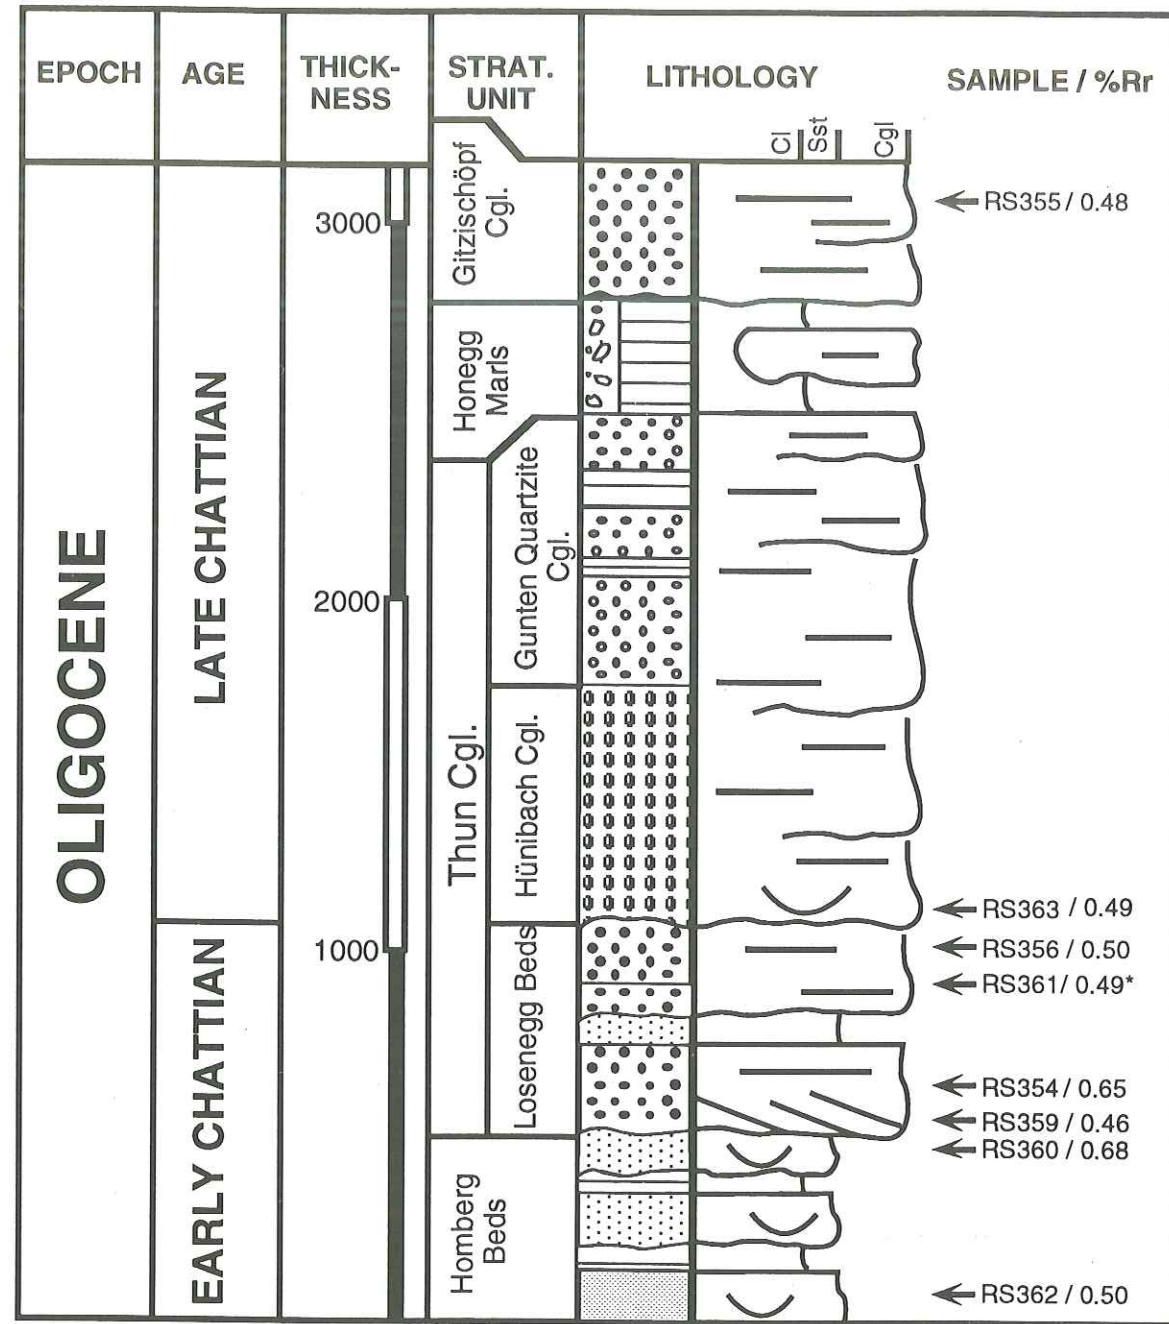 EPOCH
AGE
THICK-
NESS
STRAT.
UNIT
LITHOLOGY
SAMPLE / %Rr
Cl
Sst
Cgl
OLIGOCENE
LATE CHATTIAN
EARLY CHATTIAN
3000
2000
1000
Gitzischöpf
Cgl.
Honegg
Marls
Thun Cgl.
Gunten Quartzite
Cgl.
Hünibach Cgl.
Losenegg Beds
Homberg
Beds
RS355 / 0.48
RS363 / 0.49
RS356 / 0.50
RS361/ 0.49*
RS354 / 0.65
RS359 / 0.46
RS360 / 0.68
RS362 / 0.50